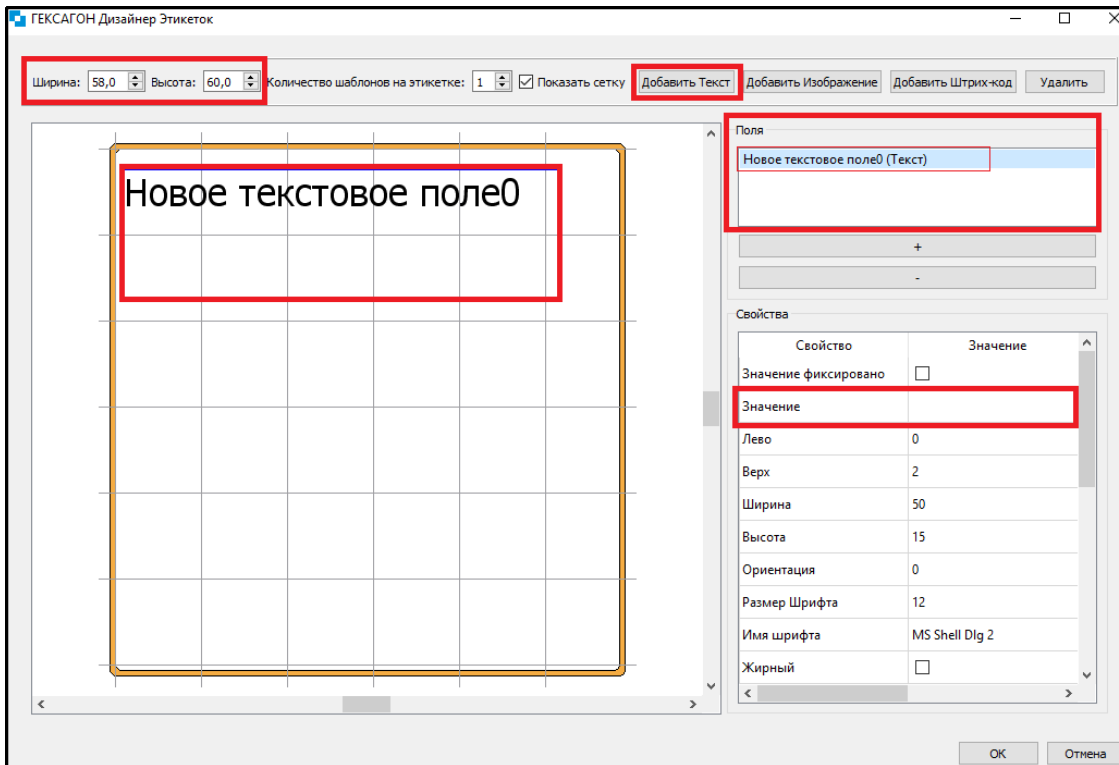 ГЕКСАГОН Дизайнер Этикеток
Ширина: 58,0 Высота: 60,0 Количество шаблонов на этикетке: 1 Показать сетку Добавить Текст Добавить Изображение Добавить Штрих-код Удалить
Новое текстовое поле0
Поля
Новое текстовое поле0 (Текст)
+
-
Свойства
Свойство Значение
Значение фиксировано
Значение
Лево 0
Верх 2
Ширина 50
Высота 15
Ориентация 0
Размер Шрифта 12
Имя шрифта MS Shell Dlg 2
Жирный
OK Отмена